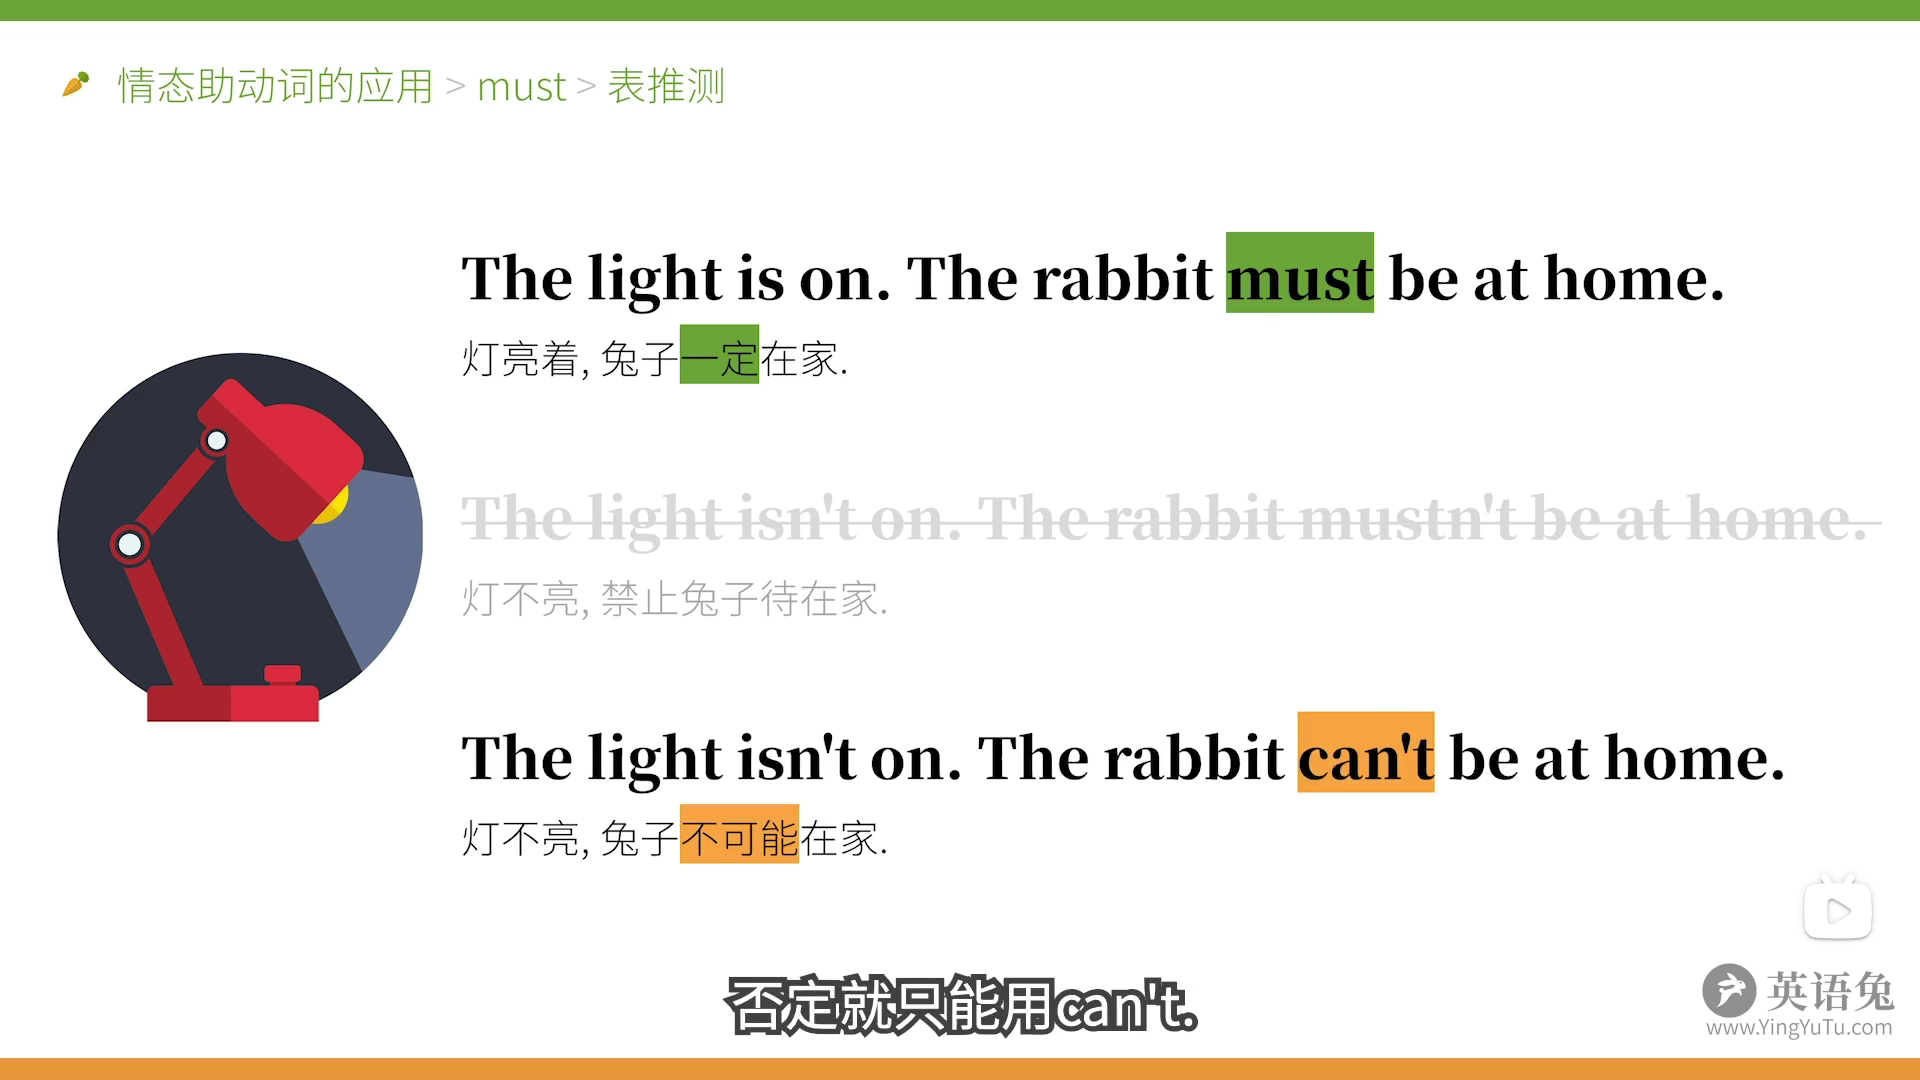 情态助动词的应用 > must > 表推测
The light is on. The rabbit must be at home.
灯亮着, 兔子一定在家.
The light isn't on. The rabbit mustn't be at home.
灯不亮, 禁止兔子待在家.
The light isn't on. The rabbit can't be at home.
灯不亮, 兔子不可能在家.
否定就只能用can't.
英语兔
www.YingYuTu.com